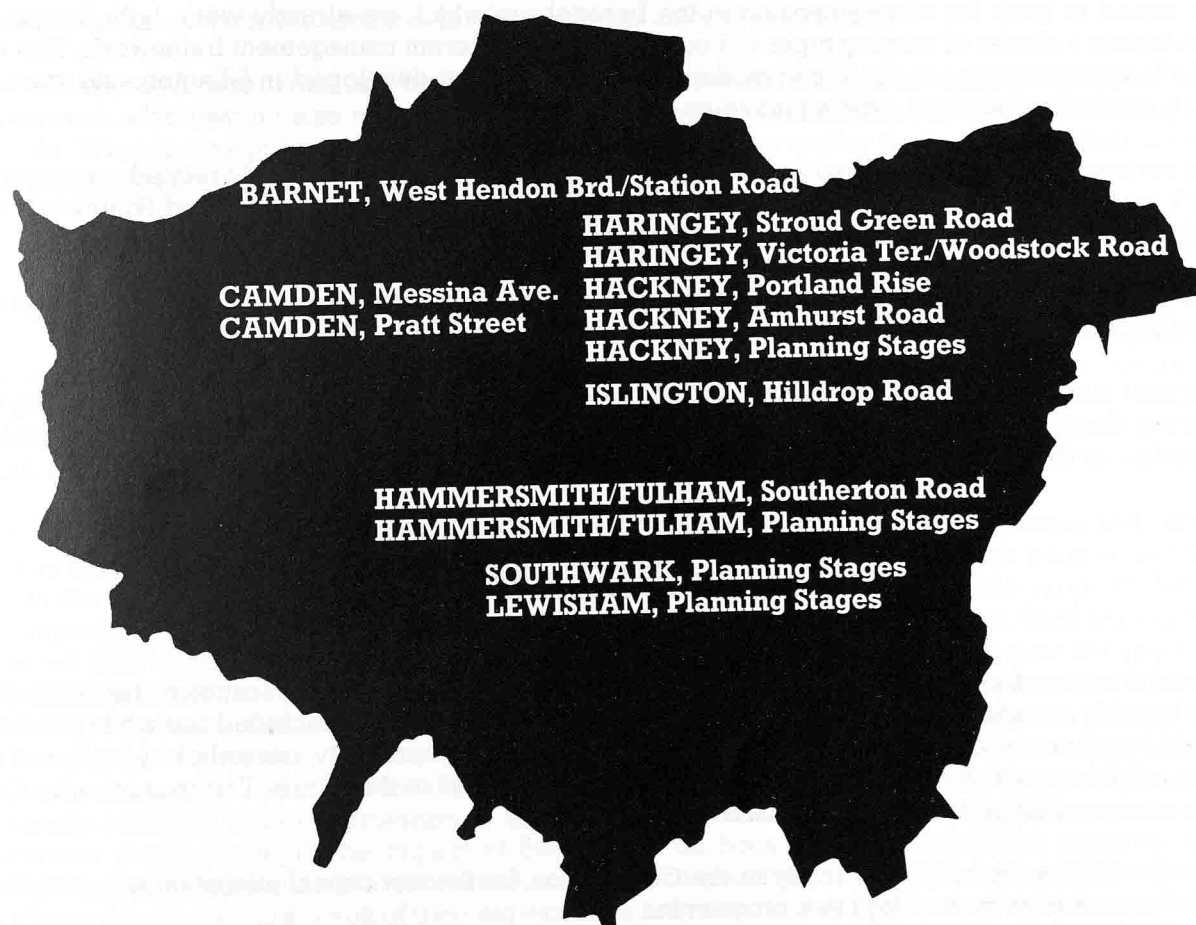 BARNET, West Hendon Brd./Station Road
HARINGEY, Stroud Green Road
HARINGEY, Victoria Ter./Woodstock Road
CAMDEN, Messina Ave.
HACKNEY, Portland Rise
CAMDEN, Pratt Street
HACKNEY, Amhurst Road
HACKNEY, Planning Stages
ISLINGTON, Hilldrop Road
HAMMERSMITH/FULHAM, Southerton Road
HAMMERSMITH/FULHAM, Planning Stages
SOUTHWARK, Planning Stages
LEWISHAM, Planning Stages